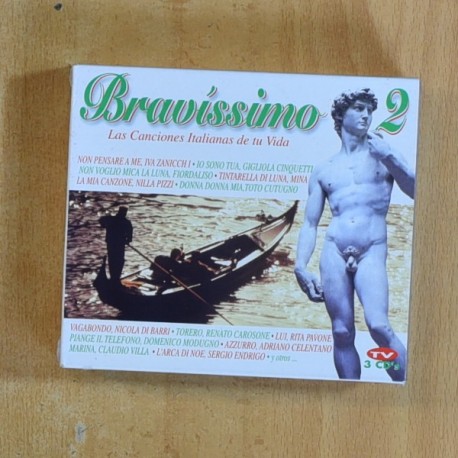 Bravíssimo 2
Las Canciones Italianas de tu Vida
NON PENSARE A ME, IVA ZANICCH I • IO SONO TUA, GIGLIOLA CINQUETTI
NON VOGLIO MICA LA LUNA, FIORDALISO • TINTARELLA DI LUNA, MINA
LA MIA CANZONE, NILLA PIZZI • DONNA DONNA MIA,TOTO CUTUGNO
VAGABONDO, NICOLA DI BARRI • TORERO, RENATO CAROSONE • LUI, RITA PAVONE
PIANGE IL TELEFONO, DOMENICO MODUGNO • AZZURRO, ADRIANO CELENTANO
MARINA, CLAUDIO VILLA • L'ARCA DI NOE, SERGIO ENDRIGO • y otros ...
TV
3 CD's